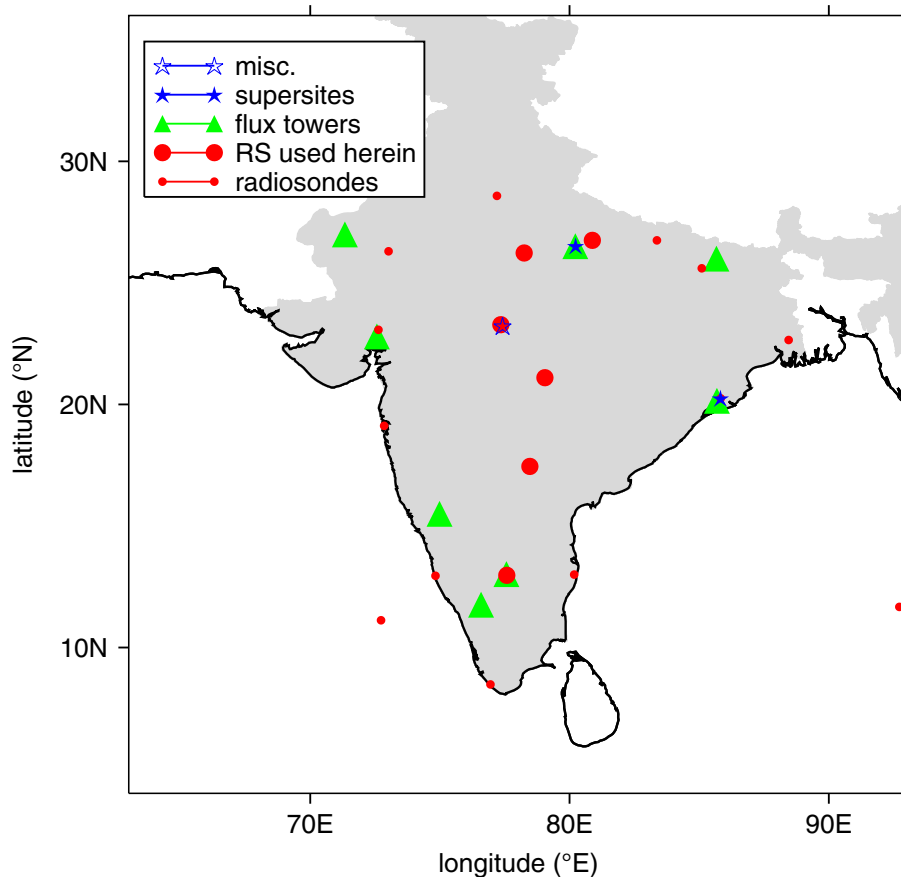 misc.
supersites
flux towers
RS used herein
radiosondes
30N
20N
10N
latitude (°N)
70E 80E 90E
longitude (°E)